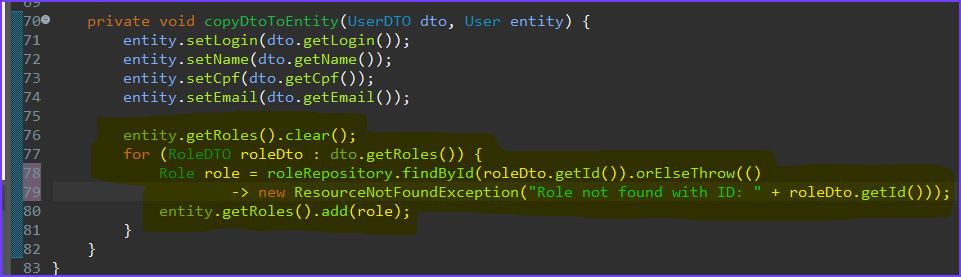 70 private void copyDtoToEntity(UserDTO dto, User entity) {
71 entity.setLogin(dto.getLogin());
72 entity.setName(dto.getName());
73 entity.setCpf(dto.getCpf());
74 entity.setEmail(dto.getEmail());
75
76 entity.getRoles().clear();
77 for (RoleDTO roleDto : dto.getRoles()) {
78 Role role = roleRepository.findById(roleDto.getId()).orElseThrow(()
79 -> new ResourceNotFoundException("Role not found with ID: " + roleDto.getId()));
80 entity.getRoles().add(role);
81 }
82 }
83 }